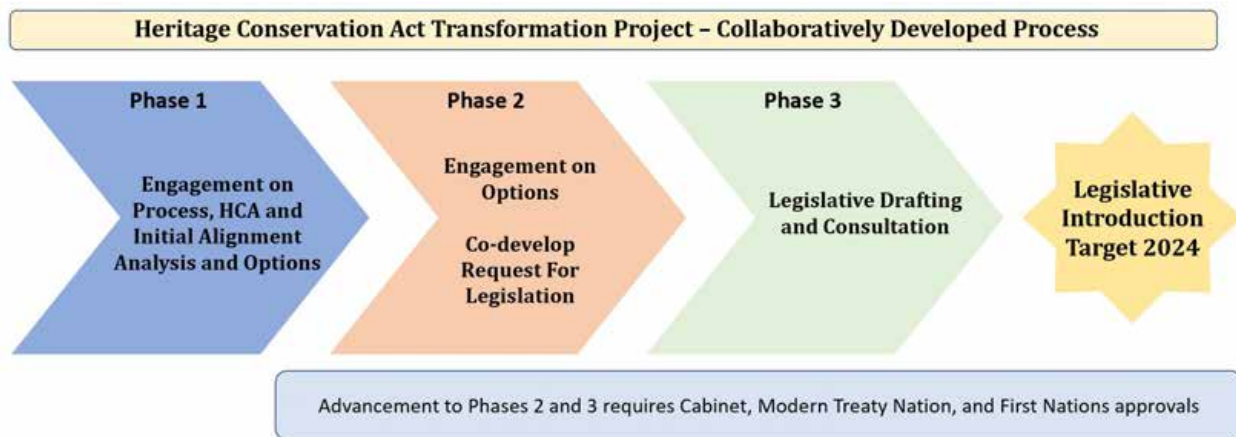 Heritage Conservation Act Transformation Project – Collaboratively Developed Process
Phase 1
Engagement on
Process, HCA and
Initial Alignment
Analysis and Options
Phase 2
Engagement on
Options
Co-develop
Request For
Legislation
Phase 3
Legislative Drafting
and Consultation
Legislative
Introduction
Target 2024
Advancement to Phases 2 and 3 requires Cabinet, Modern Treaty Nation, and First Nations approvals